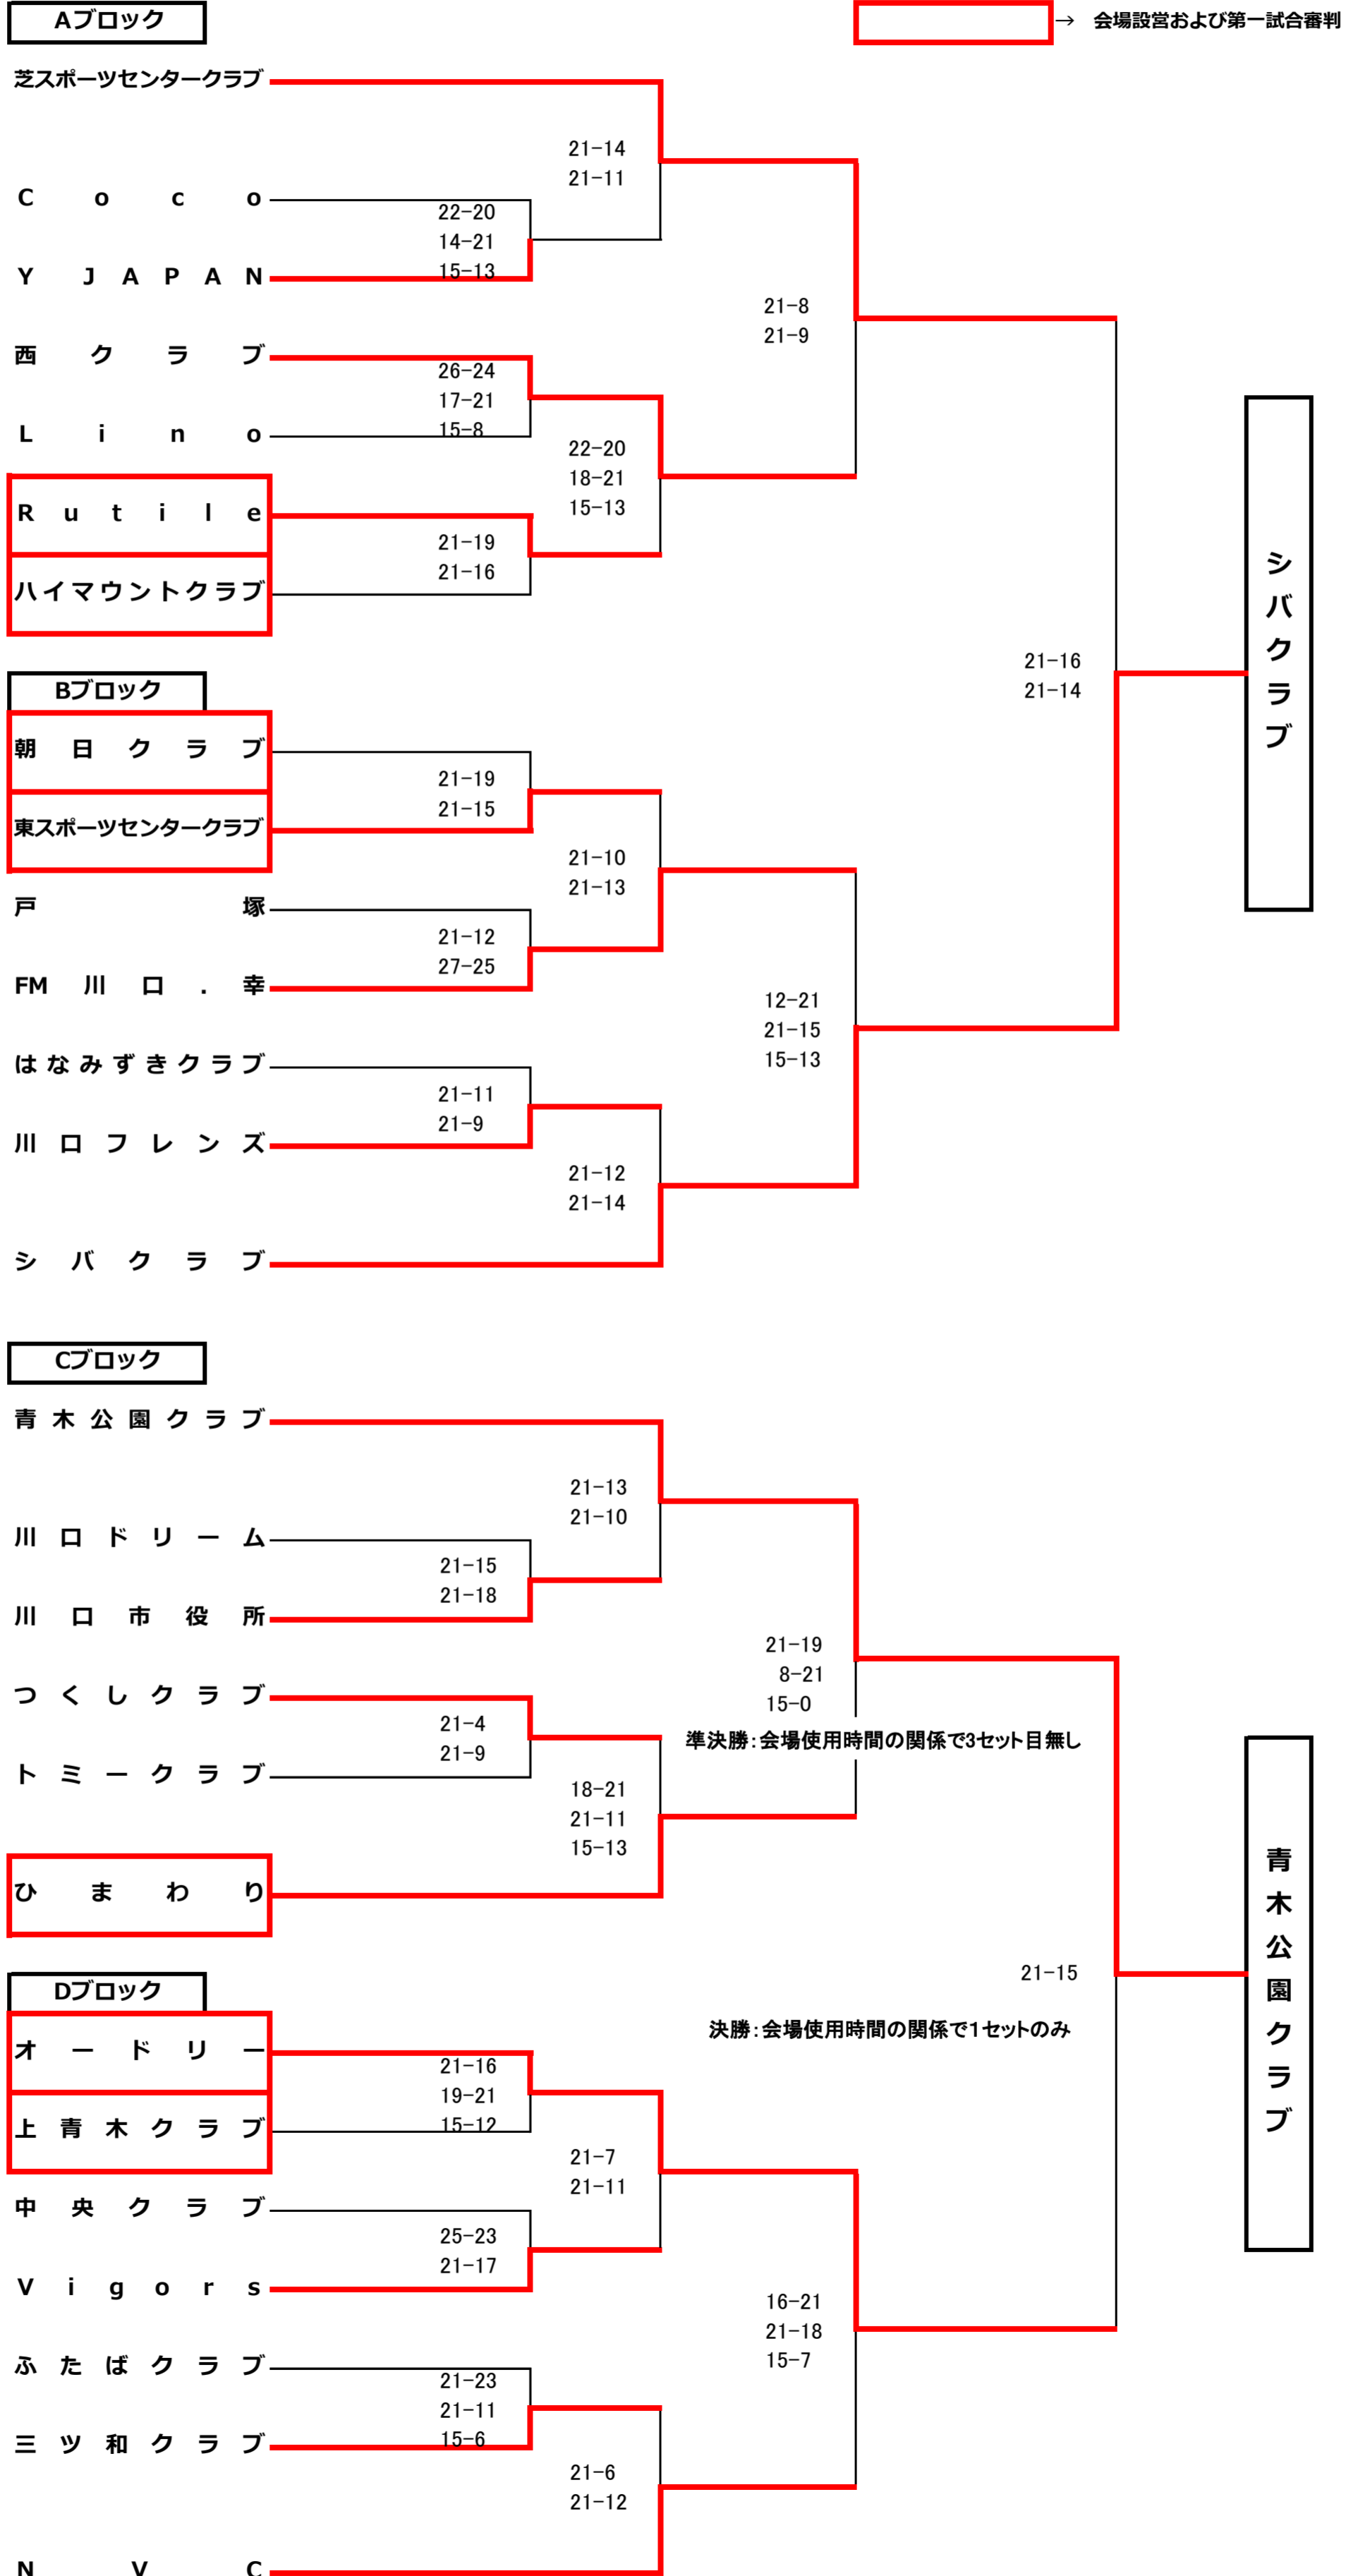 Aブロック
→ 会場設営および第一試合審判
芝スポーツセンタークラブ
21-14
21-11
Coco
22-20
14-21
15-13
Y JAPAN
21-8
21-9
西クラブ
26-24
17-21
15-8
Lino
22-20
18-21
15-13
Rutile
21-19
21-16
ハイマウントクラブ
シバクラブ
21-16
21-14
Bブロック
朝日クラブ
21-19
21-15
東スポーツセンタークラブ
21-10
21-13
戸塚
21-12
27-25
FM川口.幸
12-21
21-15
15-13
はなみずきクラブ
21-11
21-9
川口フレンズ
21-12
21-14
シバクラブ
Cブロック
青木公園クラブ
21-13
21-10
川口ドリーム
21-15
21-18
川口市役所
21-19
8-21
15-0
準決勝:会場使用時間の関係で3セット目無し
つくしクラブ
21-4
21-9
トミークラブ
18-21
21-11
15-13
ひまわり
青木公園クラブ
21-15
決勝:会場使用時間の関係で1セットのみ
Dブロック
オードリー
21-16
19-21
15-12
上青木クラブ
21-7
21-11
中央クラブ
25-23
21-17
Vigors
16-21
21-18
15-7
ふたばクラブ
21-23
21-11
15-6
三ツ和クラブ
21-6
21-12
NVC